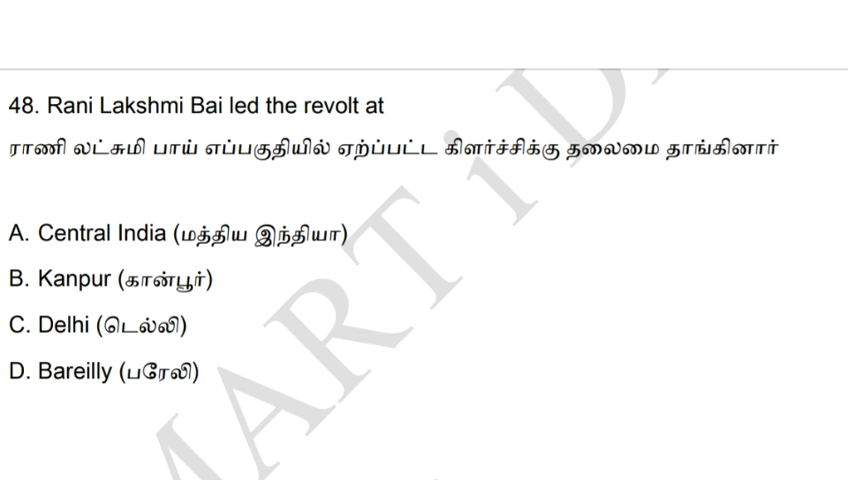 48. Rani Lakshmi Bai led the revolt at
ராணி லட்சுமி பாய் எப்பகுதியில் ஏற்ப்பட்ட கிளர்ச்சிக்கு தலைமை தாங்கினார்
A. Central India (மத்திய இந்தியா)
B. Kanpur (கான்பூர்)
C. Delhi (டெல்லி)
D. Bareilly (பரேலி)